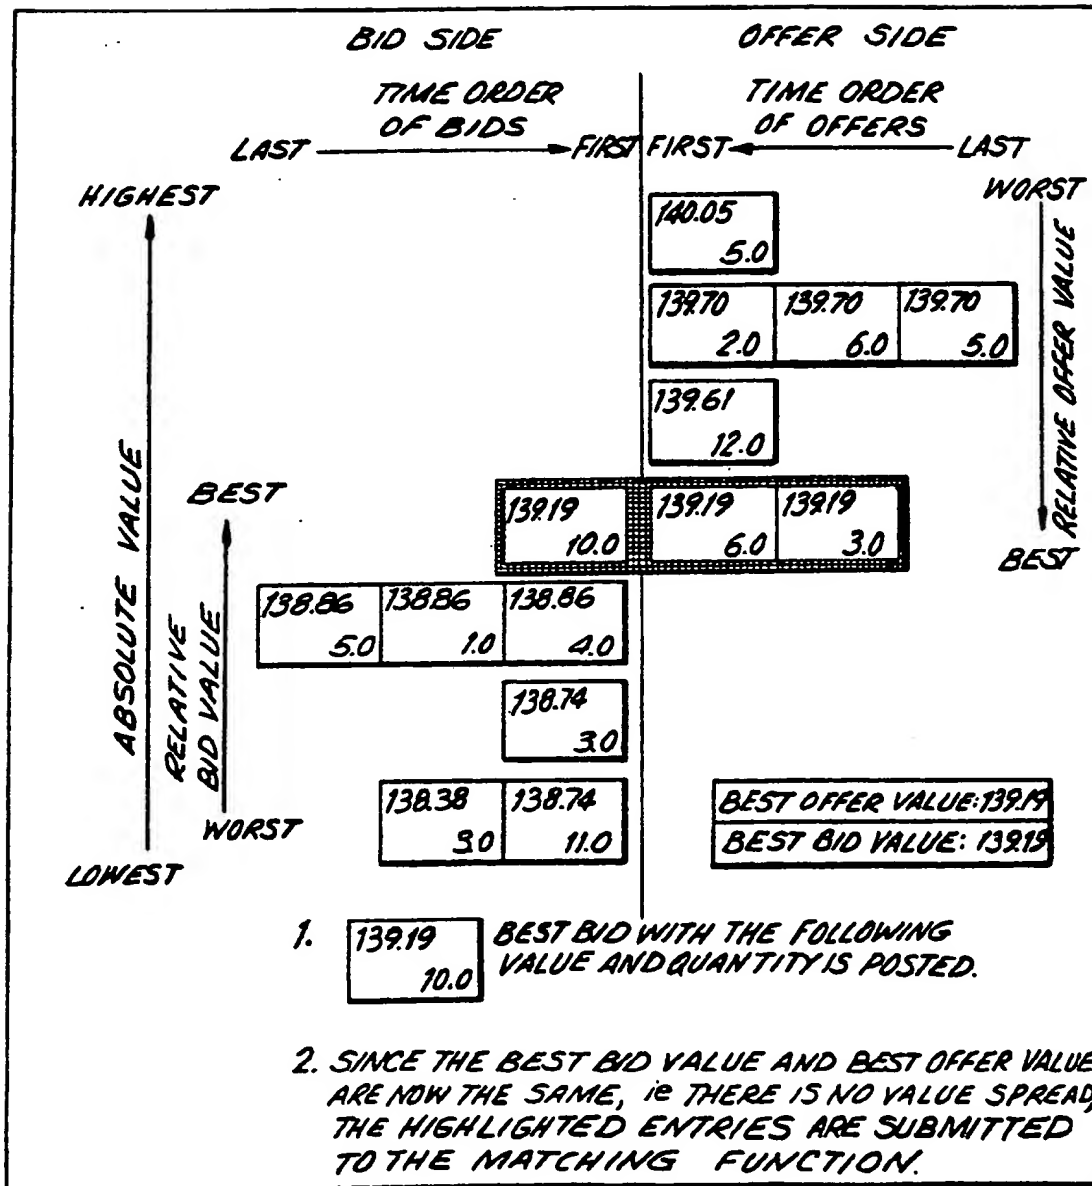 BID SIDE
OFFER SIDE
TIME ORDER
OF BIDS
TIME ORDER
OF OFFERS
LAST FIRST FIRST LAST
HIGHEST
WORST
140.05
5.0
139.70 139.70 139.70
2.0 6.0 5.0
139.61
12.0
RELATIVE OFFER VALUE
BEST
139.19 139.19 139.19
10.0 6.0 3.0
BEST
138.86 138.86 138.86
5.0 1.0 4.0
ABSOLUTE VALUE
RELATIVE
BID VALUE
138.74
3.0
138.38 138.74
3.0 11.0
WORST
LOWEST
BEST OFFER VALUE: 139.19
BEST BID VALUE: 139.19
1. 139.19
10.0
BEST BID WITH THE FOLLOWING
VALUE AND QUANTITY IS POSTED.
2. SINCE THE BEST BID VALUE AND BEST OFFER VALUE
ARE NOW THE SAME, ie THERE IS NO VALUE SPREAD,
THE HIGHLIGHTED ENTRIES ARE SUBMITTED
TO THE MATCHING FUNCTION.